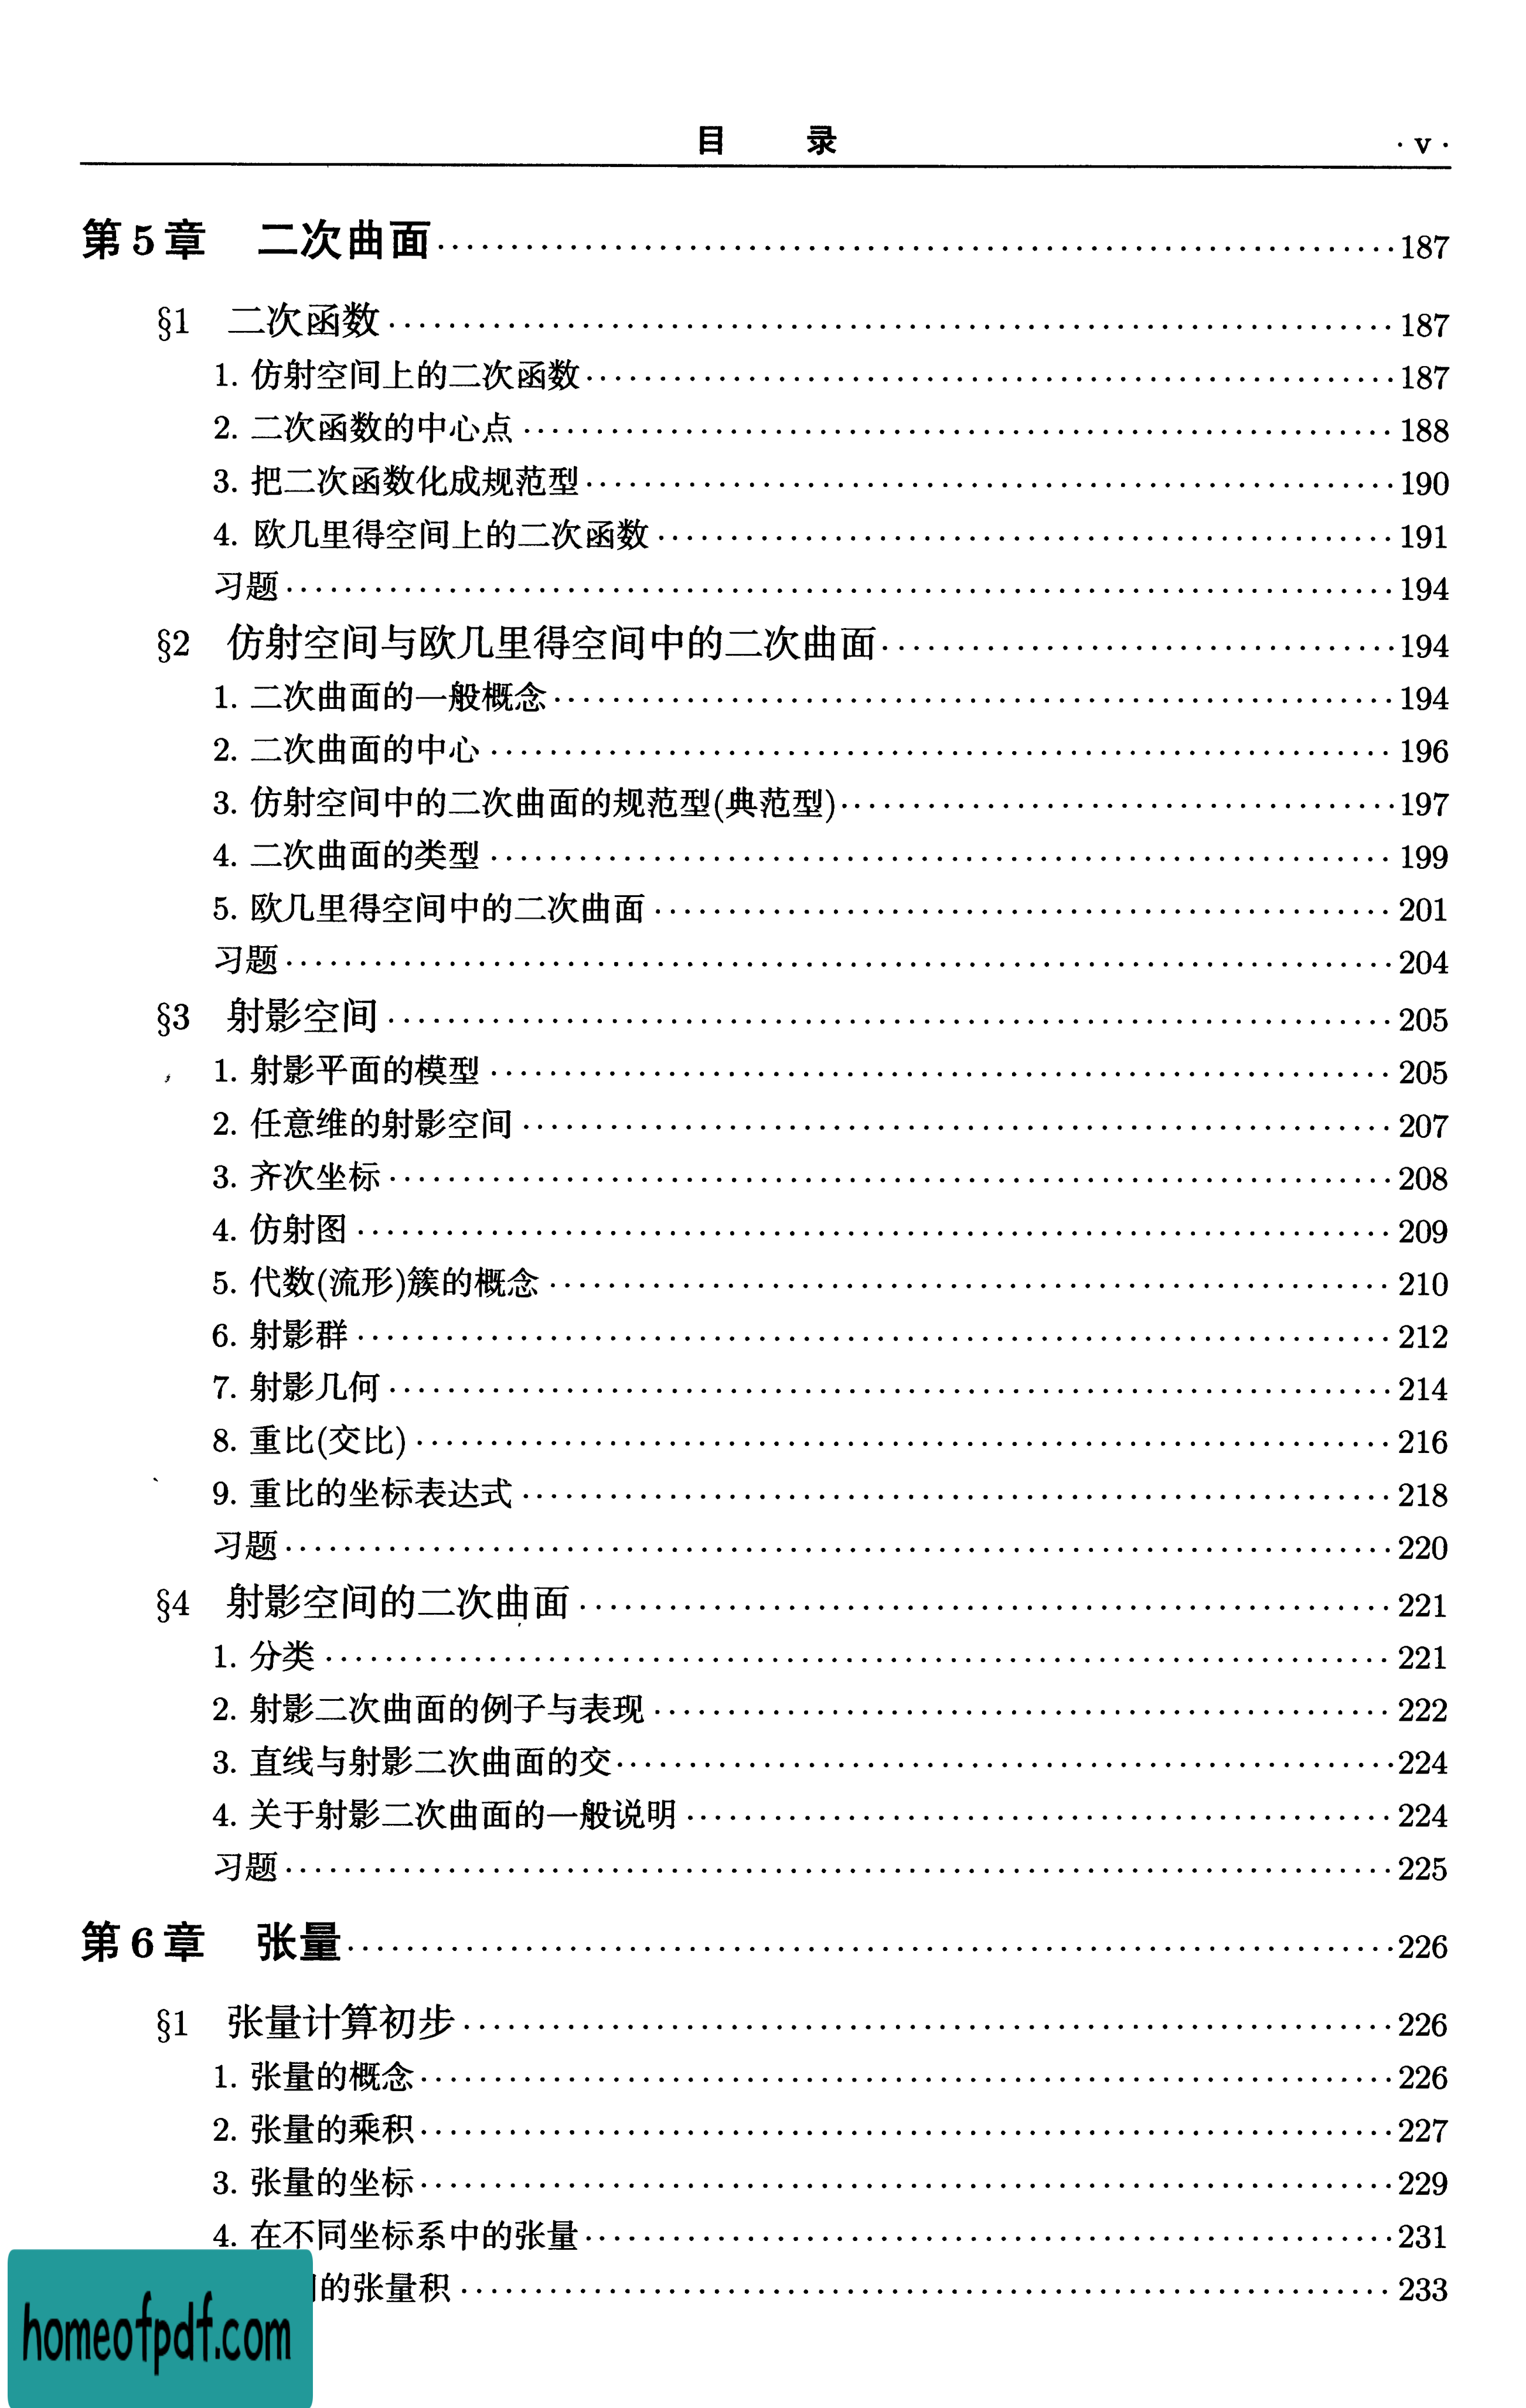 目 录 · v ·
第 5 章 二次曲面 187
§1 二次函数 187
1. 仿射空间上的二次函数 187
2. 二次函数的中心点 188
3. 把二次函数化成规范型 190
4. 欧几里得空间上的二次函数 191
习题 194
§2 仿射空间与欧几里得空间中的二次曲面 194
1. 二次曲面的一般概念 194
2. 二次曲面的中心 196
3. 仿射空间中的二次曲面的规范型(典范型) 197
4. 二次曲面的类型 199
5. 欧几里得空间中的二次曲面 201
习题 204
§3 射影空间 205
1. 射影平面的模型 205
2. 任意维的射影空间 207
3. 齐次坐标 208
4. 仿射图 209
5. 代数(流形)簇的概念 210
6. 射影群 212
7. 射影几何 214
8. 重比(交比) 216
9. 重比的坐标表达式 218
习题 220
§4 射影空间的二次曲面 221
1. 分类 221
2. 射影二次曲面的例子与表现 222
3. 直线与射影二次曲面的交 224
4. 关于射影二次曲面的一般说明 224
习题 225
第 6 章 张量 226
§1 张量计算初步 226
1. 张量的概念 226
2. 张量的乘积 227
3. 张量的坐标 229
4. 在不同坐标系中的张量 231
的张量积 233
homeofpdf.com